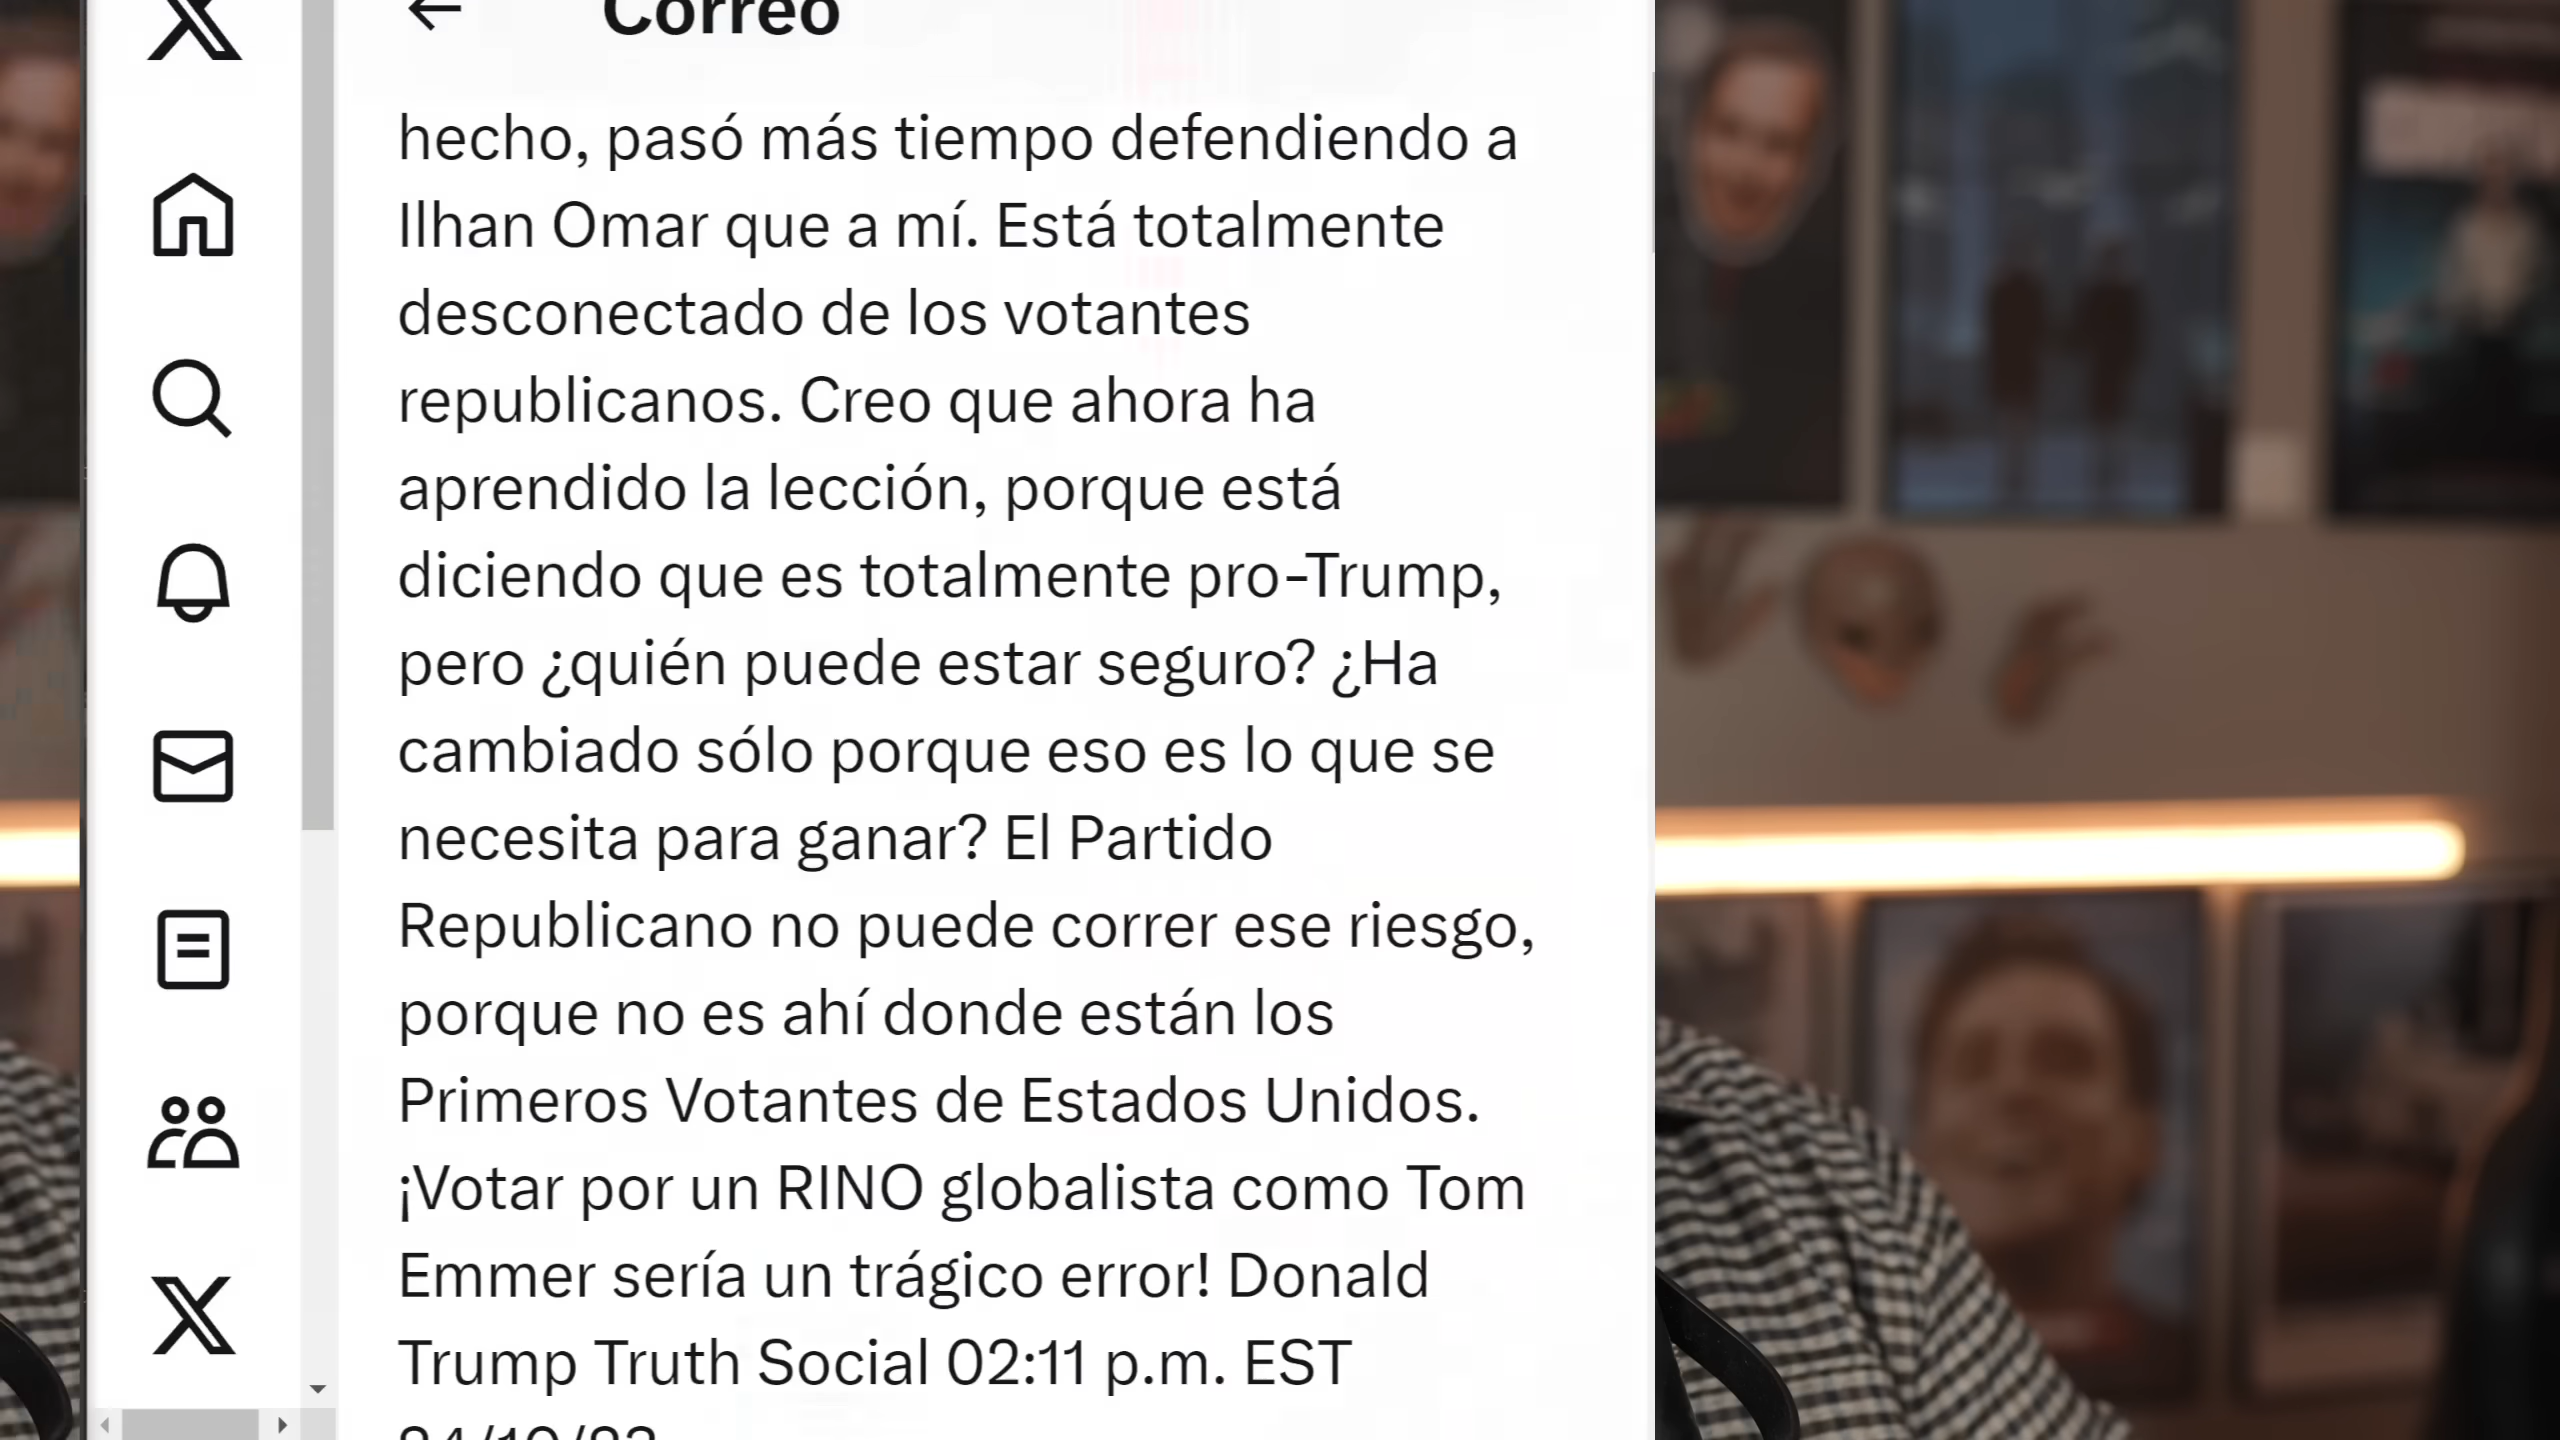 Correo
hecho, pasó más tiempo defendiendo a
Ilhan Omar que a mí. Está totalmente
desconectado de los votantes
republicanos. Creo que ahora ha
aprendido la lección, porque está
diciendo que es totalmente pro-Trump,
pero ¿quién puede estar seguro? ¿Ha
cambiado sólo porque eso es lo que se
necesita para ganar? El Partido
Republicano no puede correr ese riesgo,
porque no es ahí donde están los
Primeros Votantes de Estados Unidos.
¡Votar por un RINO globalista como Tom
Emmer sería un trágico error! Donald
Trump Truth Social 02:11 p.m. EST
24/10/23